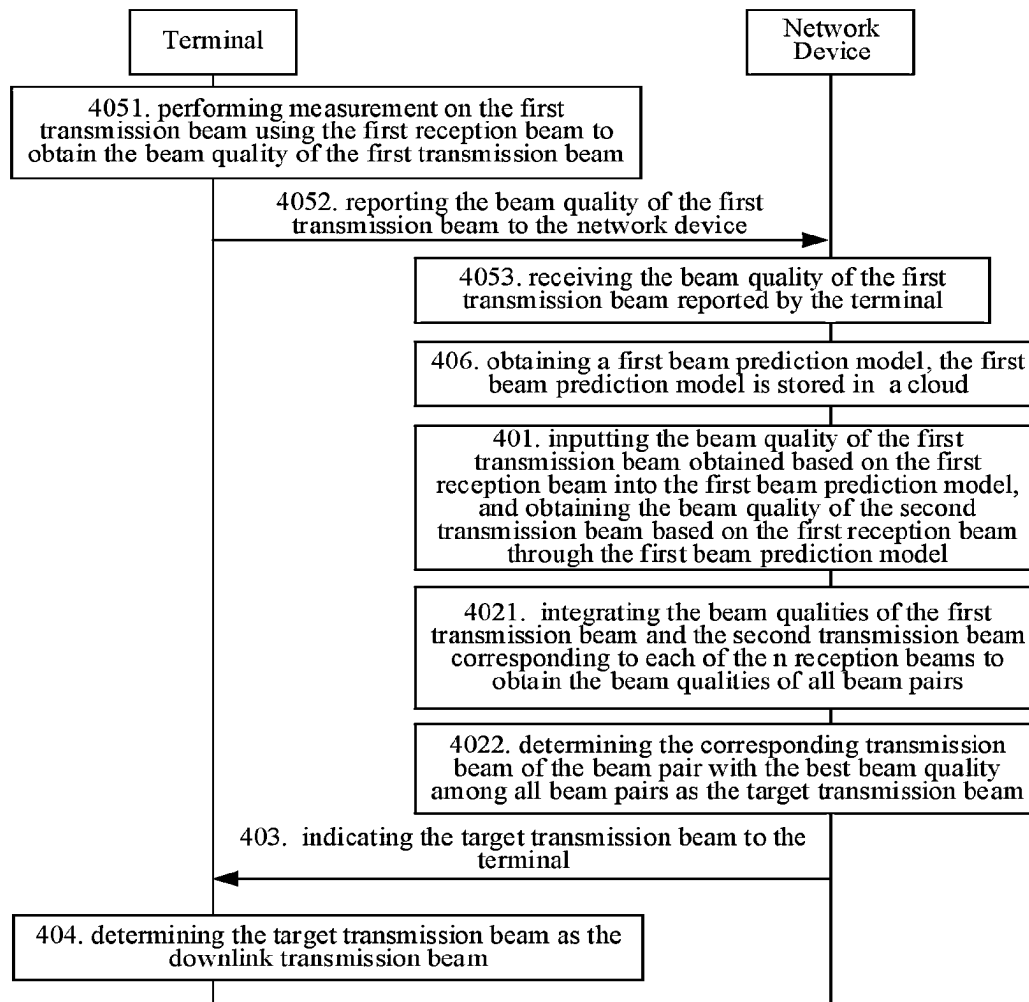 Terminal
Network
Device
4051. performing measurement on the first
transmission beam using the first reception beam to
obtain the beam quality of the first transmission beam
4052. reporting the beam quality of the first
transmission beam to the network device
4053. receiving the beam quality of the first
transmission beam reported by the terminal
406. obtaining a first beam prediction model, the first
beam prediction model is stored in a cloud
401. inputting the beam quality of the first
transmission beam obtained based on the first
reception beam into the first beam prediction model,
and obtaining the beam quality of the second
transmission beam based on the first reception beam
through the first beam prediction model
4021. integrating the beam qualities of the first
transmission beam and the second transmission beam
corresponding to each of the n reception beams to
obtain the beam qualities of all beam pairs
4022. determining the corresponding transmission
beam of the beam pair with the best beam quality
among all beam pairs as the target transmission beam
403. indicating the target transmission beam to the
terminal
404. determining the target transmission beam as the
downlink transmission beam